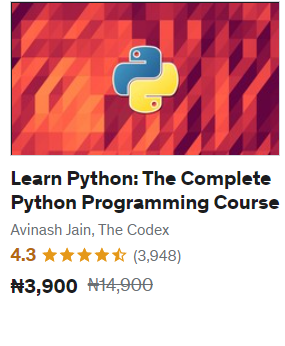 Learn Python: The Complete
Python Programming Course
Avinash Jain, The Codex
4.3 (3,948)
₦3,900 ₦14,900